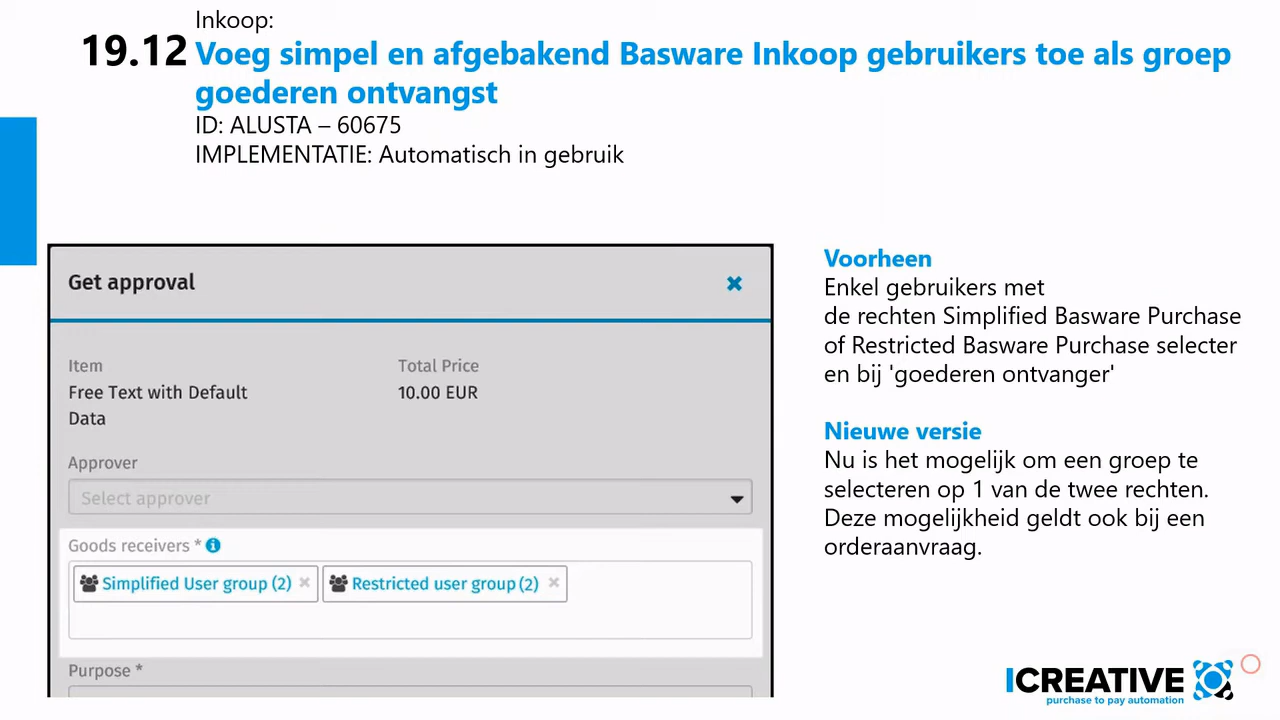 Inkoop:
19.12 Voeg simpel en afgebakend Basware Inkoop gebruikers toe als groep
goederen ontvangst
ID: ALUSTA – 60675
IMPLEMENTATIE: Automatisch in gebruik
Get approval
Item
Total Price
Free Text with Default
Data
10.00 EUR
Approver
Select approver
Goods receivers *
Simplified User group (2)
Restricted user group (2)
Purpose *
Voorheen
Enkel gebruikers met
de rechten Simplified Basware Purchase
of Restricted Basware Purchase selecter
en bij 'goederen ontvanger'
Nieuwe versie
Nu is het mogelijk om een groep te
selecteren op 1 van de twee rechten.
Deze mogelijkheid geldt ook bij een
orderaanvraag.
ICREATIVE
purchase to pay automation